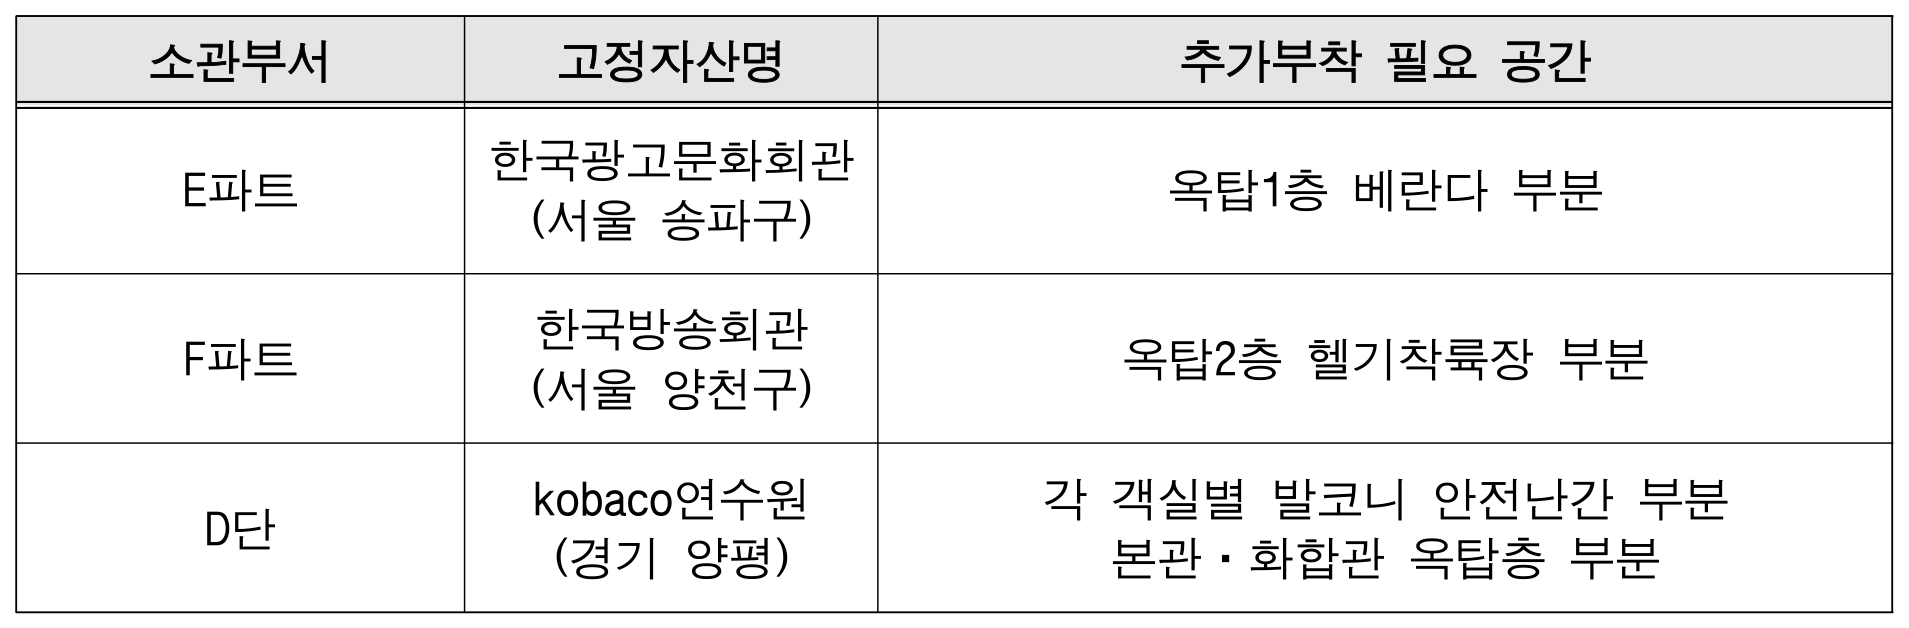 소관부서 고정자산명 추가부착 필요 공간
E파트 한국광고문화회관 (서울 송파구) 옥탑1층 베란다 부분
F파트 한국방송회관 (서울 양천구) 옥탑2층 헬기착륙장 부분
D단 kobaco연수원 (경기 양평) 각 객실별 발코니 안전난간 부분
본관·화합관 옥탑층 부분